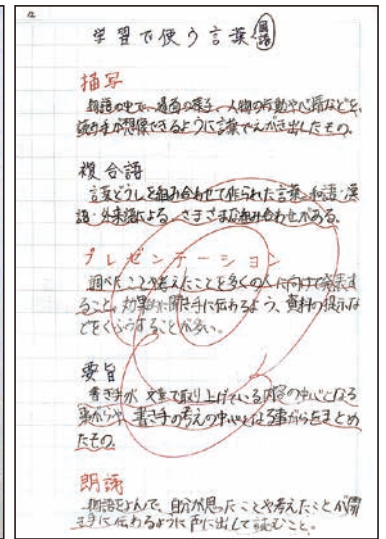 学習で使う言葉 国語
描写
物語の中で、場面の様子、人物の行動や心情などを、
読み手が想像できるように言葉でえがき出したもの。
複合語
言葉どうしを組み合わせて作られた言葉。和語・漢
語・外来語による、さまざまな組み合わせがある。
プレゼンテーション
調べたことや考えたことを多くの人に向けて発表す
ること。効果的に聞き手に伝わるよう、資料の提示な
どをくふうすることが多い。
要旨
書き手が文章で取り上げている内容の中心となる
事がらや、書き手の考えの中心となる事がらをまとめ
たもの。
朗読
物語をよんで、自分が思ったことや考えたことが聞
き手に伝わるように声に出して読むこと。